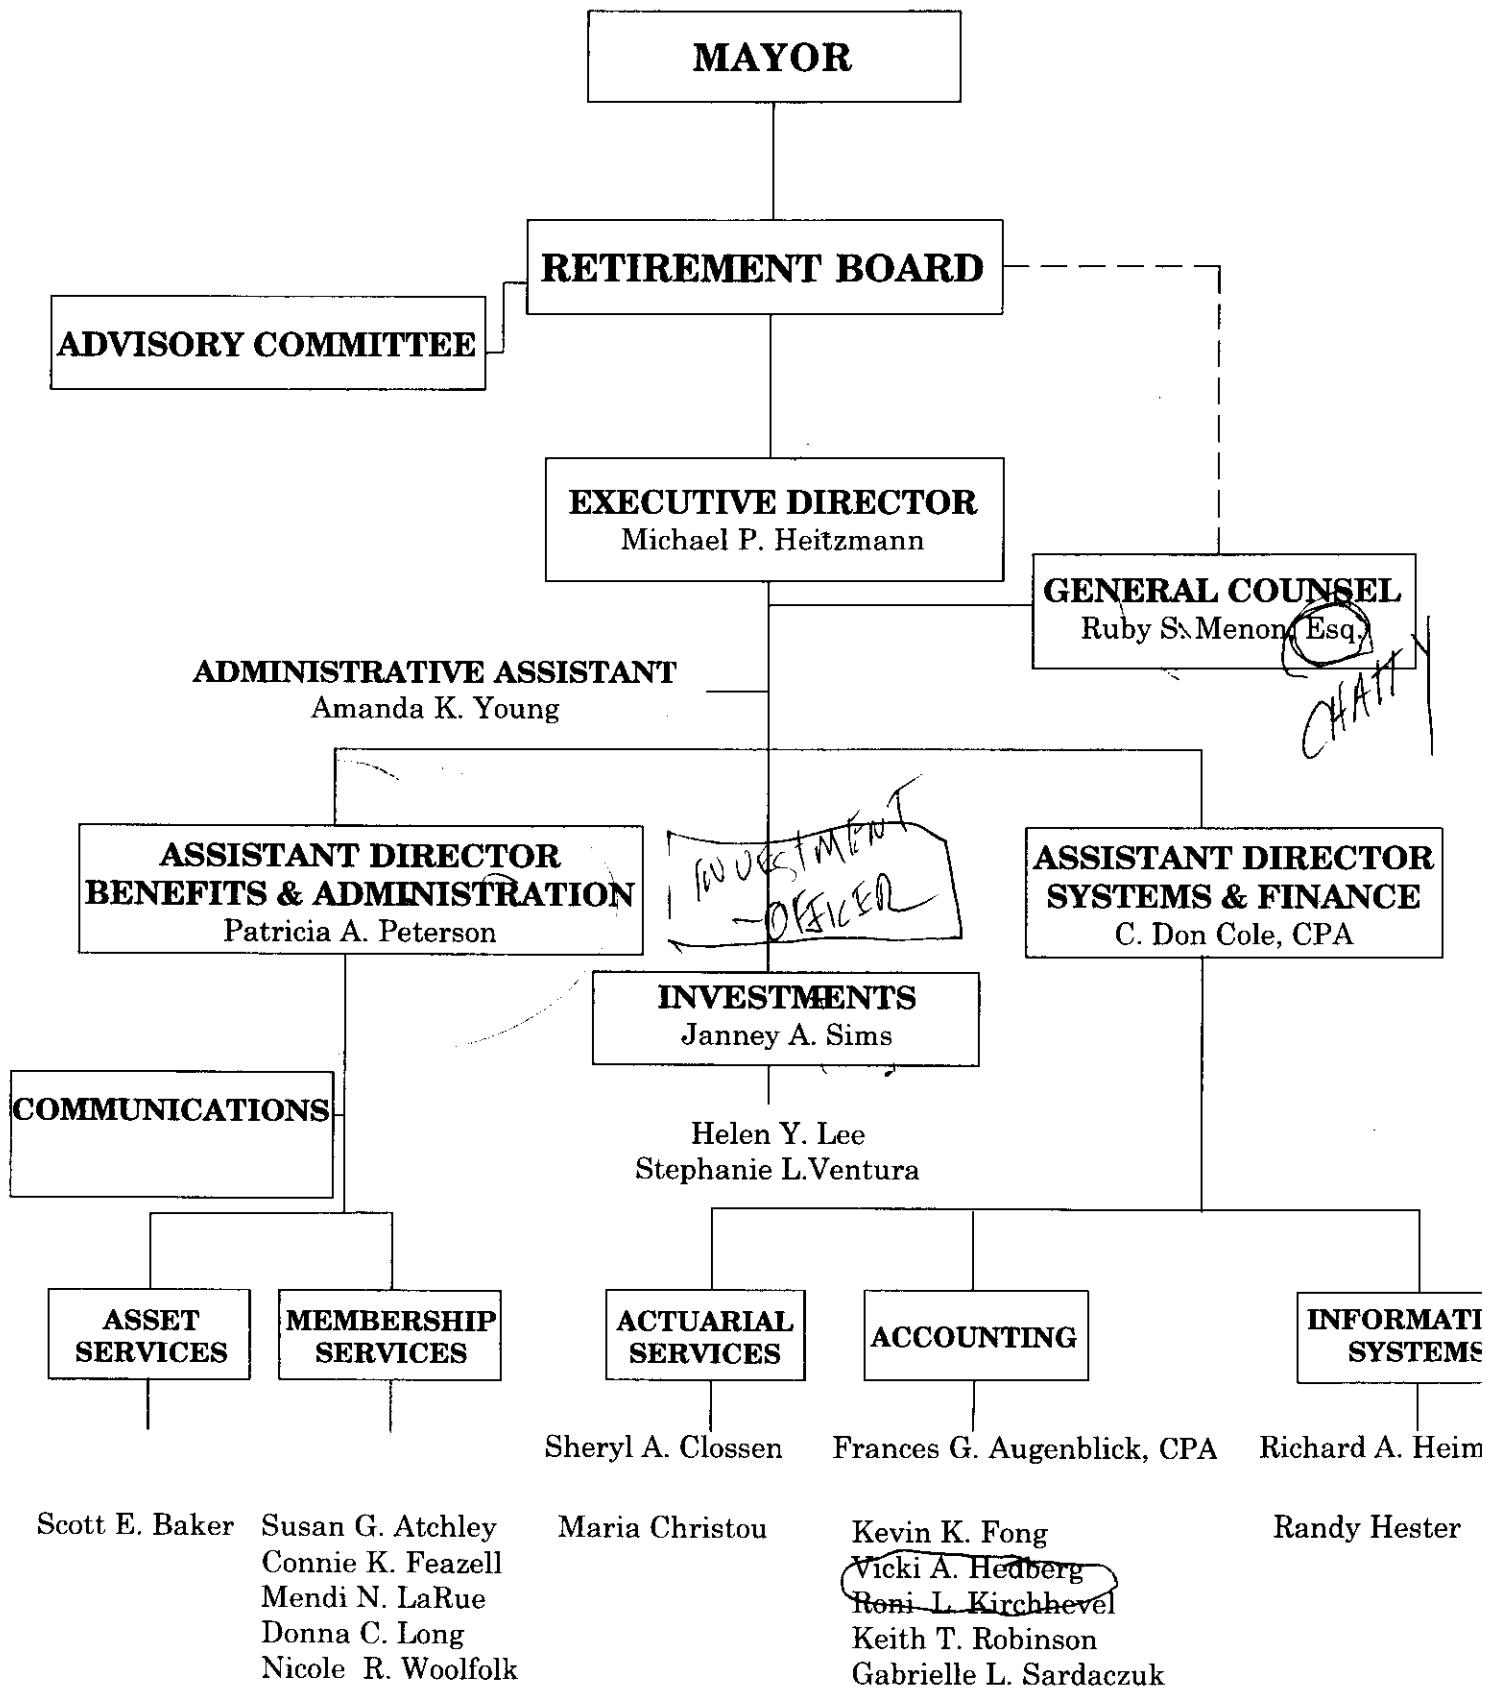 MAYOR
RETIREMENT BOARD
ADVISORY COMMITTEE
EXECUTIVE DIRECTOR
Michael P. Heitzmann
GENERAL COUNSEL
Ruby S. Menon, Esq.
ADMINISTRATIVE ASSISTANT
Amanda K. Young
ASSISTANT DIRECTOR
BENEFITS & ADMINISTRATION
Patricia A. Peterson
INVESTMENT
-OFFICER
ASSISTANT DIRECTOR
SYSTEMS & FINANCE
C. Don Cole, CPA
INVESTMENTS
Janney A. Sims
Helen Y. Lee
Stephanie L.Ventura
COMMUNICATIONS
ASSET
SERVICES
Scott E. Baker
MEMBERSHIP
SERVICES
Susan G. Atchley
Connie K. Feazell
Mendi N. LaRue
Donna C. Long
Nicole R. Woolfolk
ACTUARIAL
SERVICES
Sheryl A. Clossen
Maria Christou
ACCOUNTING
Frances G. Augenblick, CPA
Kevin K. Fong
Vicki A. Hedberg
Roni L. Kirchhevel
Keith T. Robinson
Gabrielle L. Sardaczuk
INFORMATI
SYSTEMS
Richard A. Heim
Randy Hester